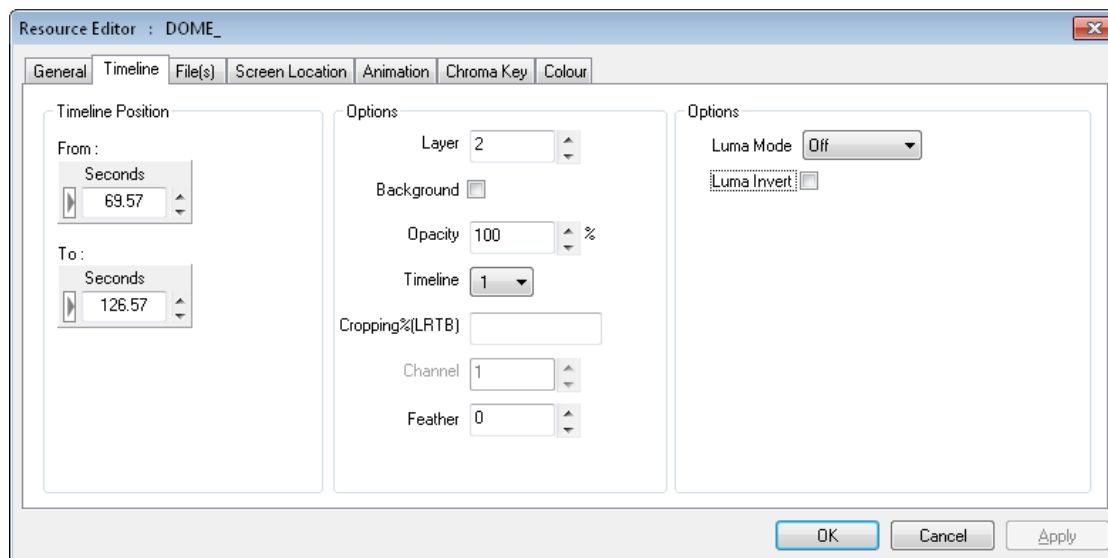 Resource Editor : DOME_
General Timeline File(s) Screen Location Animation Chroma Key Colour
Timeline Position
From :
Seconds
69.57
To :
Seconds
126.57
Options
Layer 2
Background
Opacity 100 %
Timeline 1
Cropping%(LRTB)
Channel 1
Feather 0
Options
Luma Mode Off
Luma Invert
OK Cancel Apply